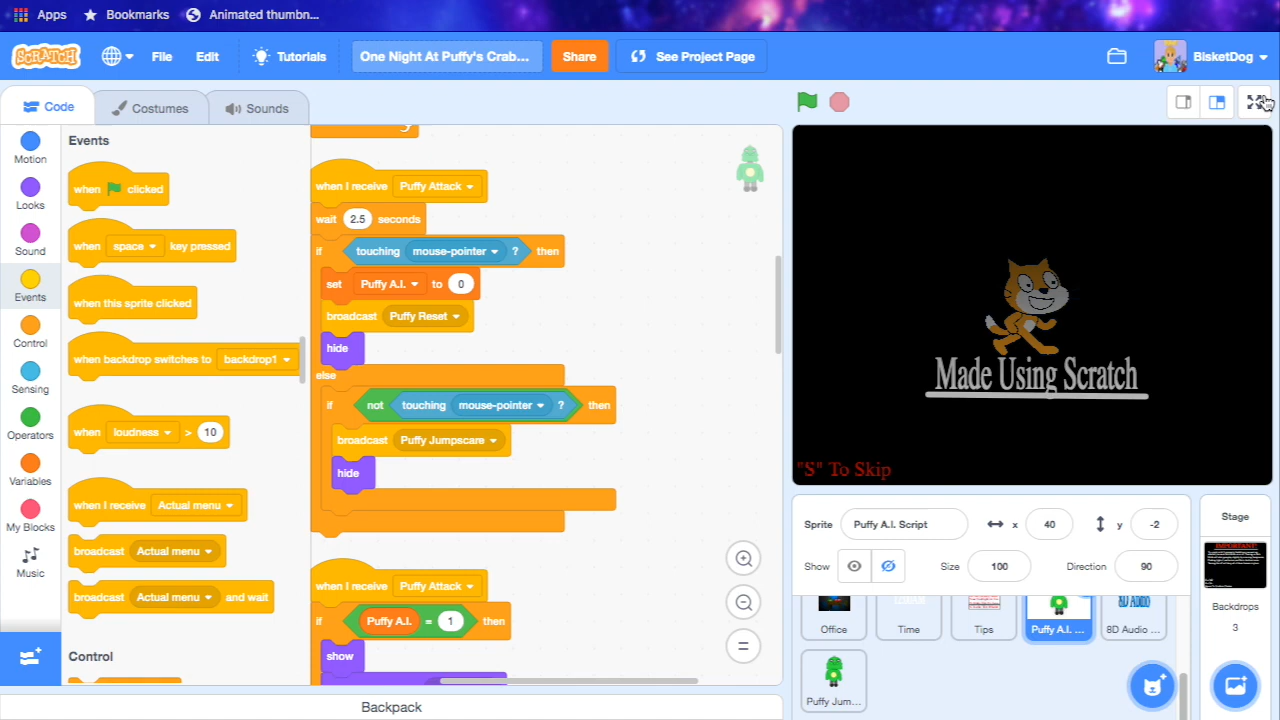 Apps Bookmarks Animated thumbn...
SCRATCH File Edit Tutorials One Night At Puffy's Crab... Share See Project Page BisketDog
Code Costumes Sounds
Motion
Looks
Sound
Events
Control
Sensing
Operators
Variables
My Blocks
Music
Events
when clicked
when space key pressed
when this sprite clicked
when backdrop switches to backdrop1
when loudness > 10
when I receive Actual menu
broadcast Actual menu
broadcast Actual menu and wait
Control
when I receive Puffy Attack
wait 2.5 seconds
if touching mouse-pointer ? then
set Puffy A.I. to 0
broadcast Puffy Reset
hide
else
if not touching mouse-pointer ? then
broadcast Puffy Jumpscare
hide
when I receive Puffy Attack
if Puffy A.I. = 1 then
show
Backpack
Made Using Scratch
"S" To Skip
Sprite Puffy A.I. Script x 40 y -2
Show Size 100 Direction 90
Office Time Tips Puffy A.I. ... 8D Audio ...
Puffy Jum...
Stage
IMPORTANT:
Backdrops
3